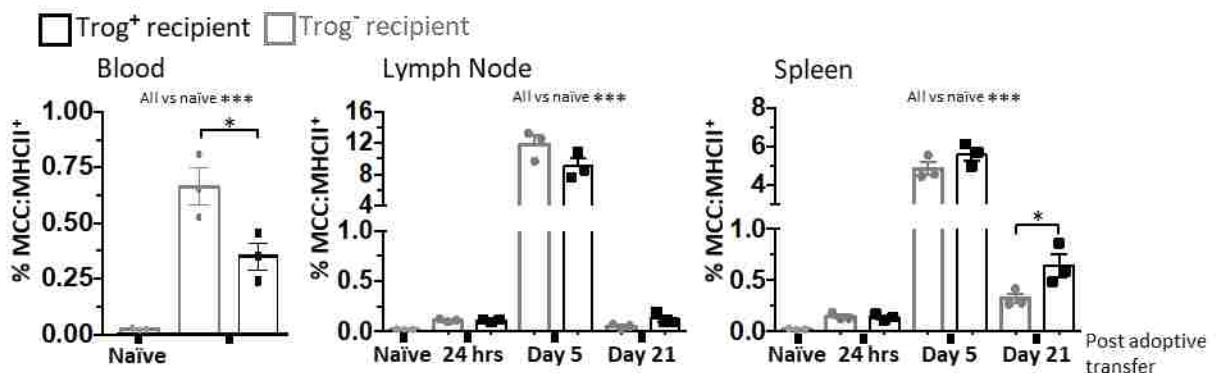 Trog⁺ recipient Trog⁻ recipient
Blood
All vs naïve ***
*
% MCC:MHCII⁺
1.00
0.75
0.50
0.25
0.00
Naïve
Lymph Node
All vs naïve ***
% MCC:MHCII⁺
16
12
8
4
1.0
0.5
0.0
Naïve 24 hrs Day 5 Day 21
Spleen
All vs naïve ***
*
% MCC:MHCII⁺
8
6
4
1.0
0.5
0.0
Naïve 24 hrs Day 5 Day 21
Post adoptive
transfer